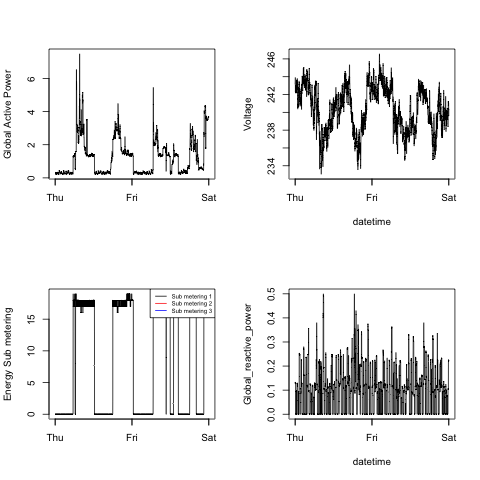 Global Active Power
0 2 4 6
Thu Fri Sat
Voltage
234 238 242 246
Thu Fri Sat
datetime
Energy Sub metering
0 5 10 15
Sub metering 1
Sub metering 2
Sub metering 3
Thu Fri Sat
Global_reactive_power
0.0 0.1 0.2 0.3 0.4 0.5
Thu Fri Sat
datetime